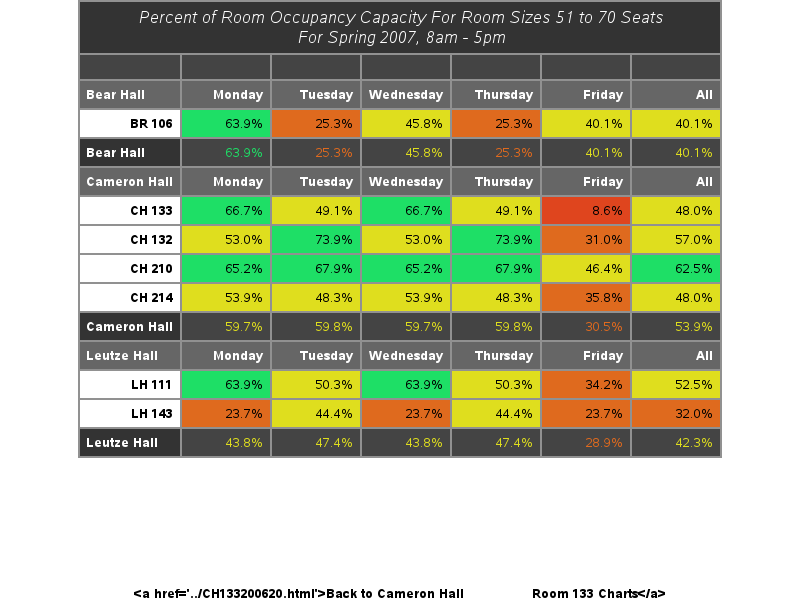 Percent of Room Occupancy Capacity For Room Sizes 51 to 70 Seats
For Spring 2007, 8am - 5pm
Bear Hall Monday Tuesday Wednesday Thursday Friday All
BR 106 63.9% 25.3% 45.8% 25.3% 40.1% 40.1%
Bear Hall 63.9% 25.3% 45.8% 25.3% 40.1% 40.1%
Cameron Hall Monday Tuesday Wednesday Thursday Friday All
CH 133 66.7% 49.1% 66.7% 49.1% 8.6% 48.0%
CH 132 53.0% 73.9% 53.0% 73.9% 31.0% 57.0%
CH 210 65.2% 67.9% 65.2% 67.9% 46.4% 62.5%
CH 214 53.9% 48.3% 53.9% 48.3% 35.8% 48.0%
Cameron Hall 59.7% 59.8% 59.7% 59.8% 30.5% 53.9%
Leutze Hall Monday Tuesday Wednesday Thursday Friday All
LH 111 63.9% 50.3% 63.9% 50.3% 34.2% 52.5%
LH 143 23.7% 44.4% 23.7% 44.4% 23.7% 32.0%
Leutze Hall 43.8% 47.4% 43.8% 47.4% 28.9% 42.3%
<a href='../CH133200620.html'>Back to Cameron Hall Room 133 Charts</a>